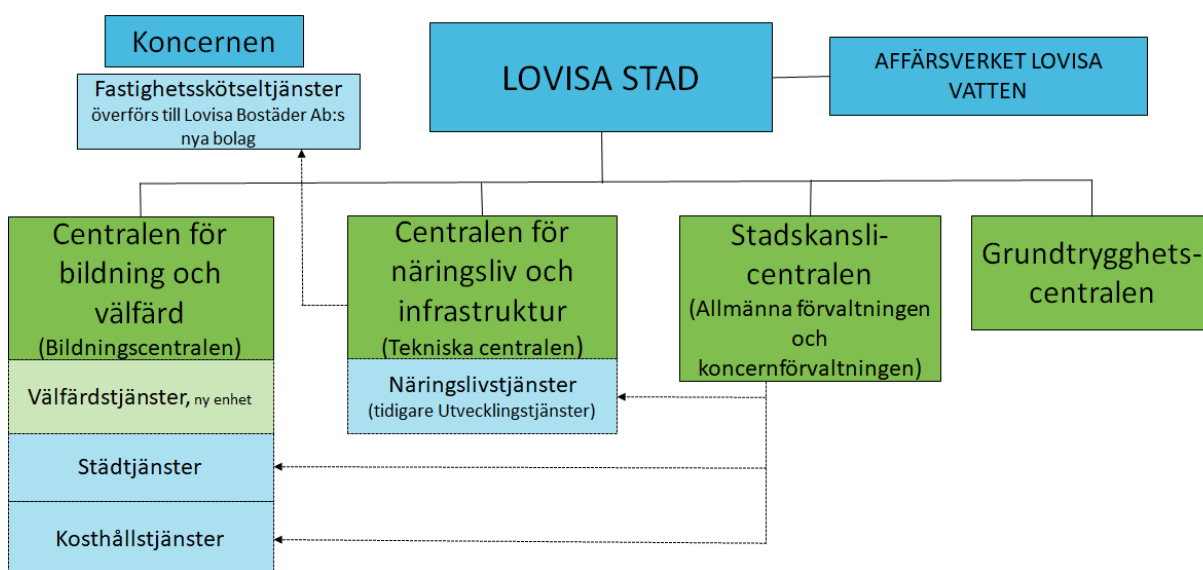 Koncernen
Fastighetsskötseltjänster
överförs till Lovisa Bostäder Ab:s
nya bolag
LOVISA STAD
AFFÄRSVERKET LOVISA
VATTEN
Centralen för
bildning och
välfärd
(Bildningscentralen)
Välfärdstjänster, ny enhet
Städtjänster
Kosthållstjänster
Centralen för
näringsliv och
infrastruktur
(Tekniska centralen)
Näringslivstjänster
(tidigare Utvecklingstjänster)
Stadskansli-
centralen
(Allmänna förvaltningen
och
koncernförvaltningen)
Grundtrygghets-
centralen